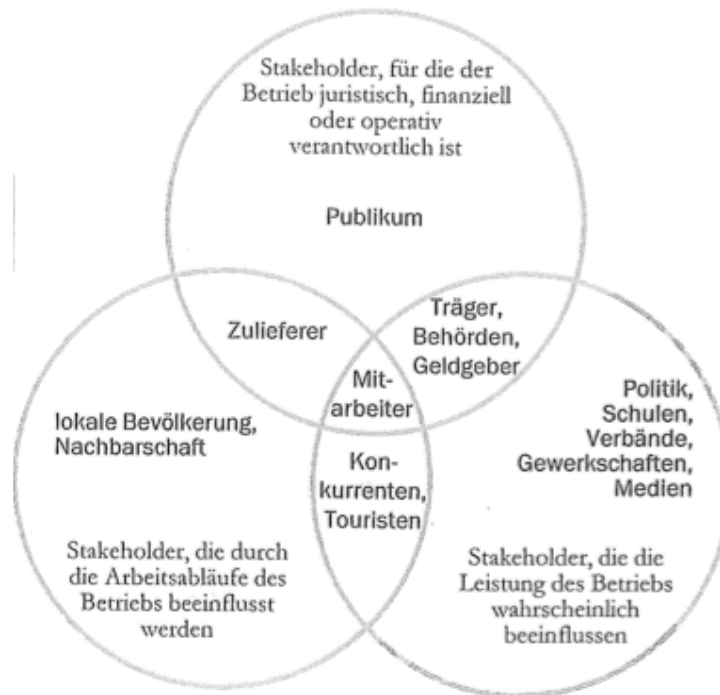 Stakeholder, für die der
Betrieb juristisch, finanziell
oder operativ
verantwortlich ist
Publikum
Zulieferer
Träger,
Behörden,
Geldgeber
Mit-
arbeiter
lokale Bevölkerung,
Nachbarschaft
Politik,
Schulen,
Verbände,
Gewerkschaften,
Medien
Kon-
kurrenten,
Touristen
Stakeholder, die durch
die Arbeitsabläufe des
Betriebs beeinflusst
werden
Stakeholder, die die
Leistung des Betriebs
wahrscheinlich
beeinflussen